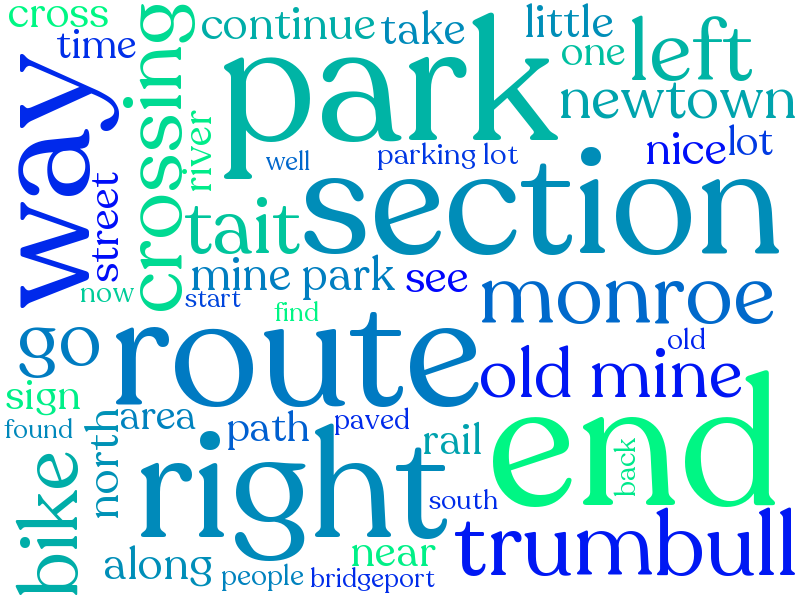 cross
time
crossing
continue
take
little
one
left
newtown
way
park
river
well
parking lot
nice
lot
street
tait
section
now
mine park
see
start
find
monroe
old
go
route
old mine
sign
found
north
area
path
paved
rail
end
back
bike
right
south
trumbull
along
people
near
bridgeport